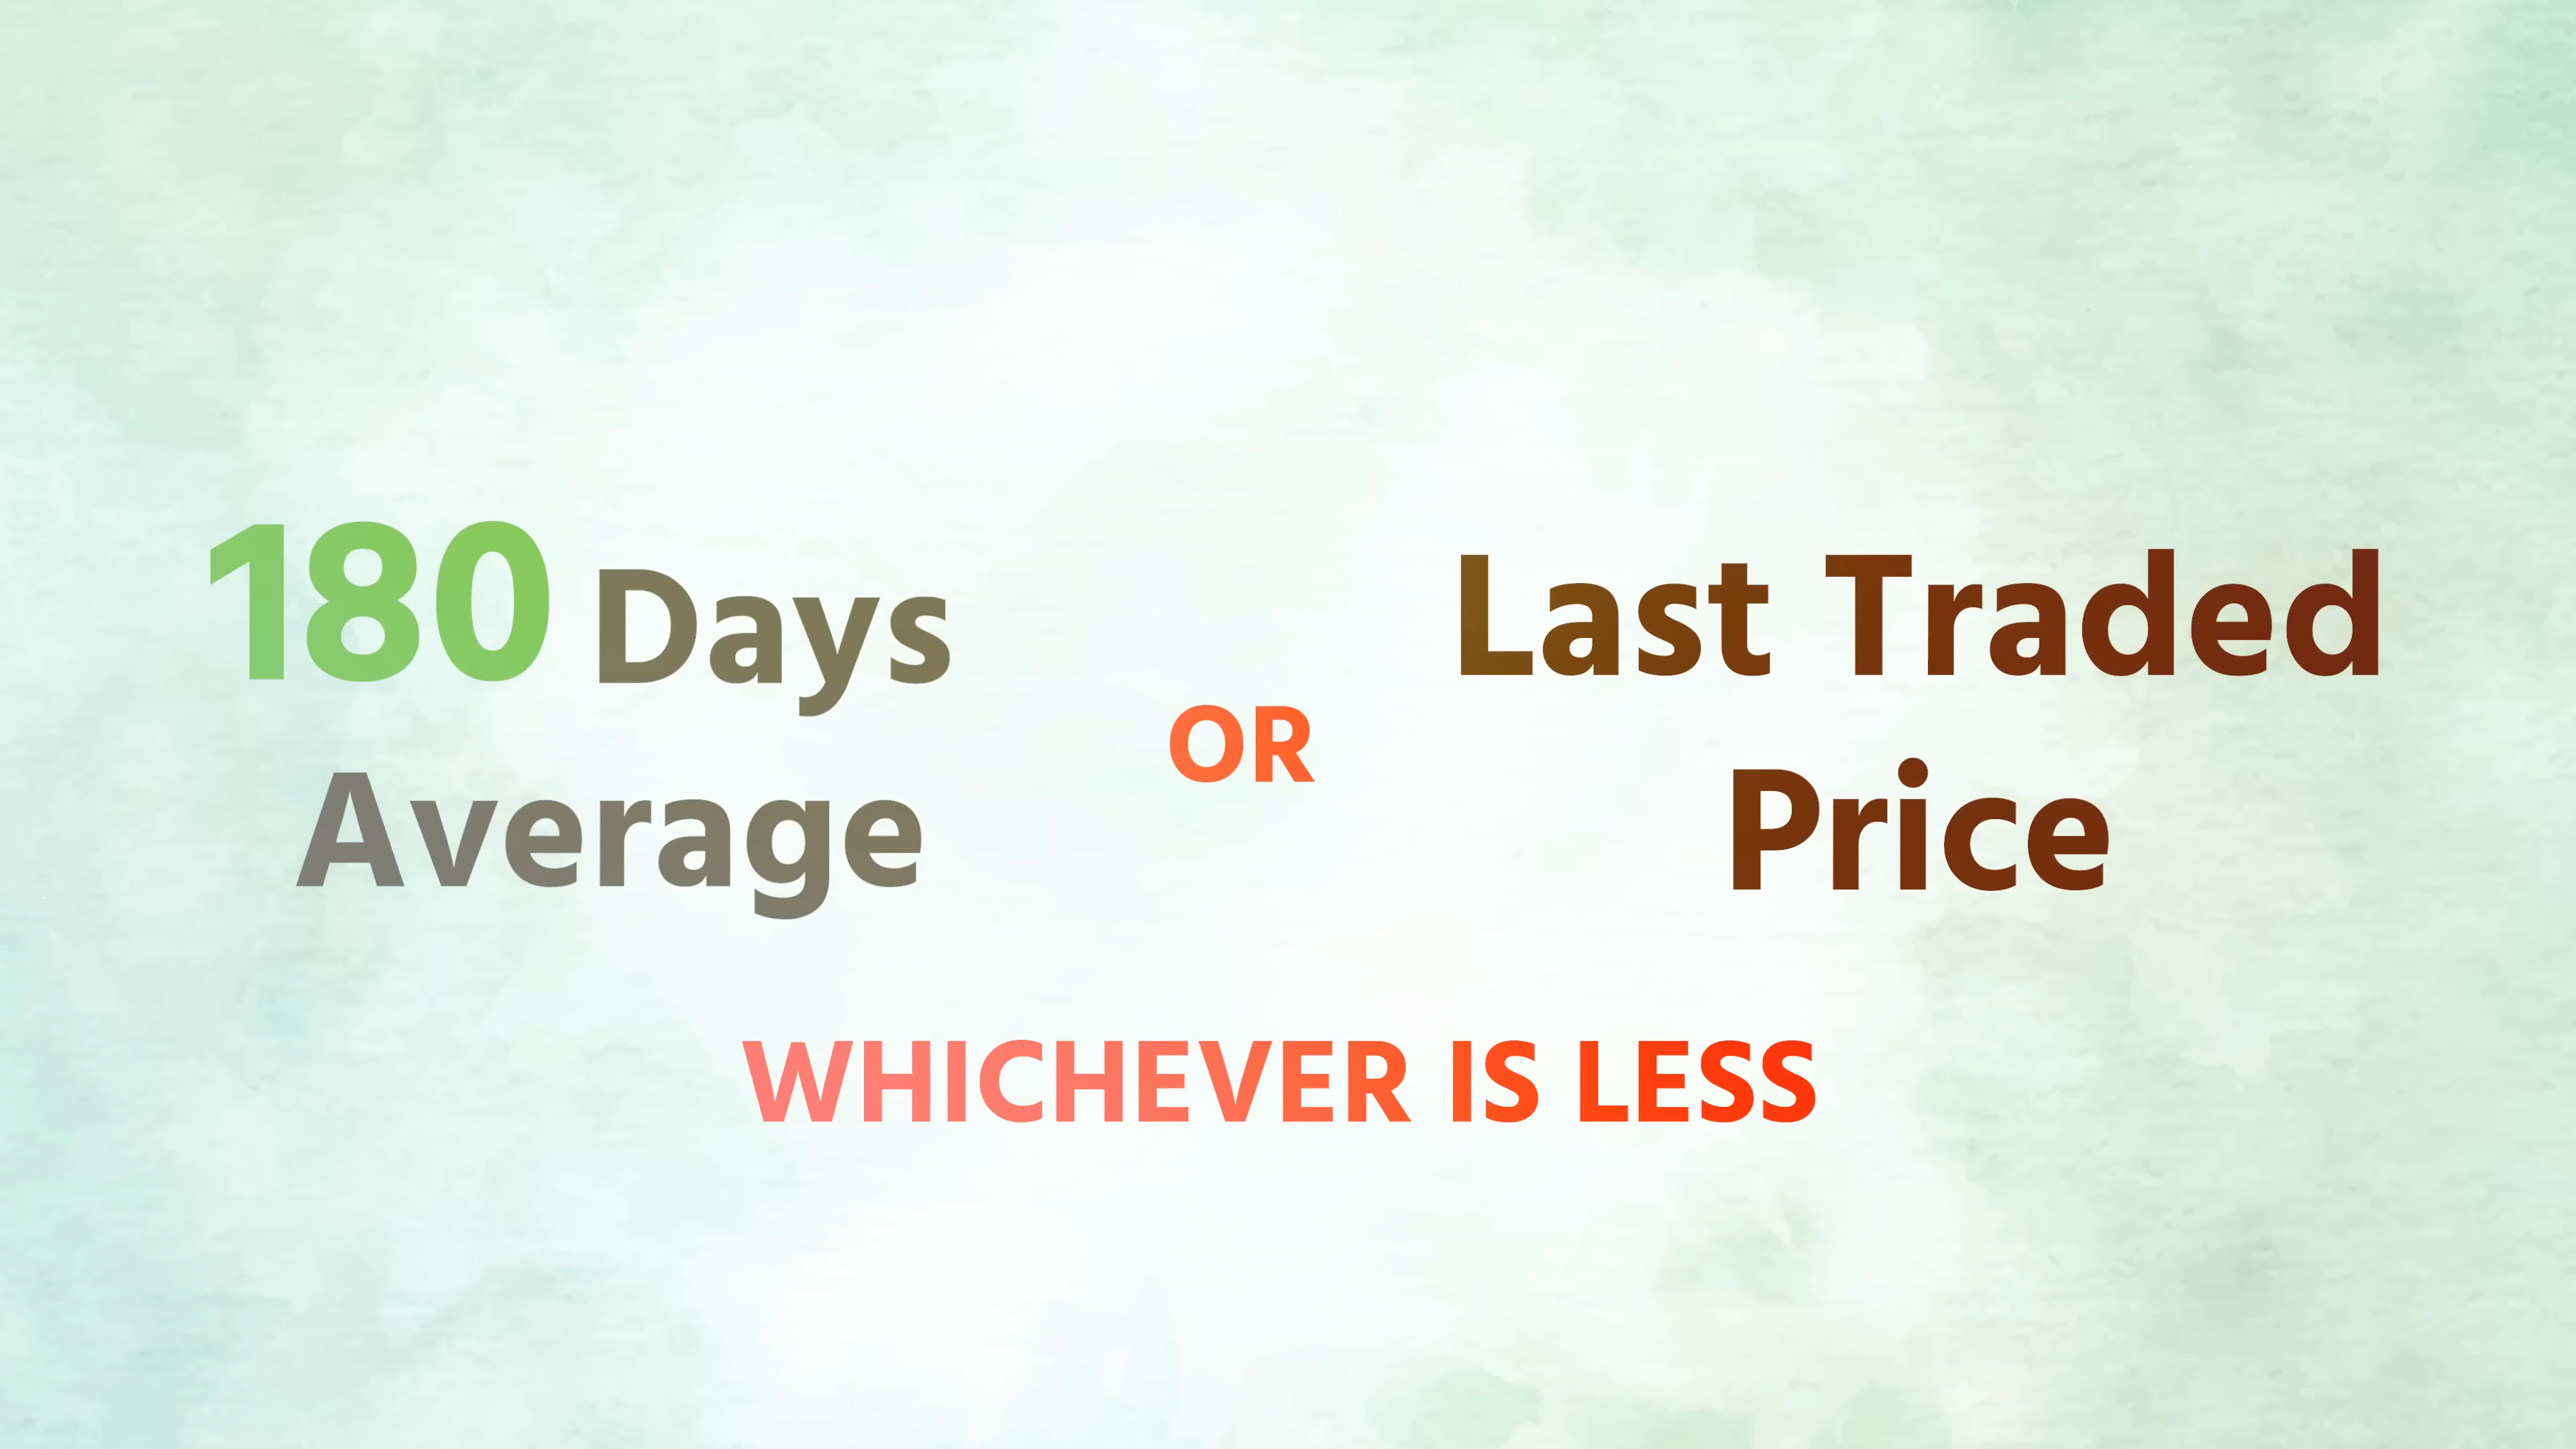 180 Days
Average
OR
Last Traded
Price
WHICHEVER IS LESS